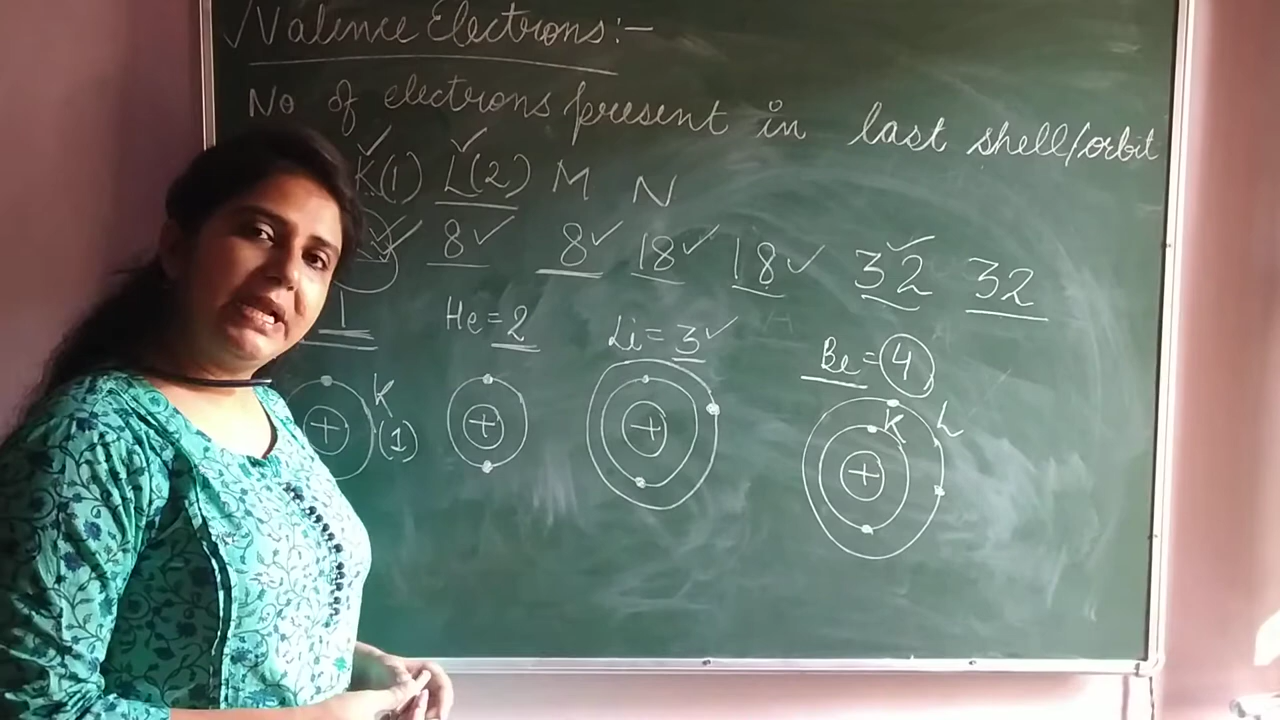 Valence Electrons:-
No of electrons present in last shell/orbit
K(1) L(2) M N
8 8 18 18 32 32
1 He=2 Li=3 Be=4
K K L
(1)
+ + + +